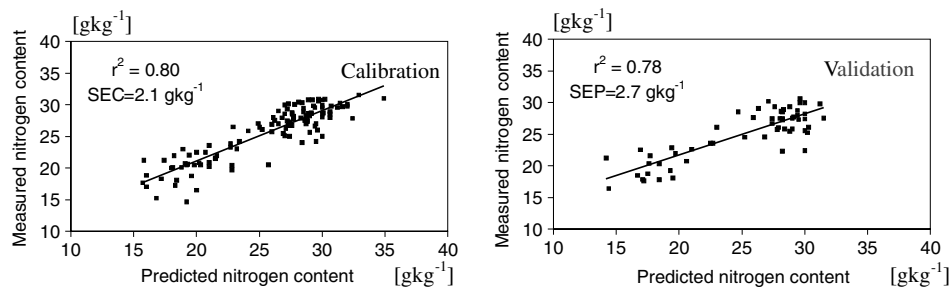 [gkg⁻¹]
40
35
30
25
20
15
10
Measured nitrogen content
r² = 0.80
SEC=2.1 gkg⁻¹
Calibration
10 15 20 25 30 35 40
Predicted nitrogen content [gkg⁻¹]
[gkg⁻¹]
40
35
30
25
20
15
10
Measured nitrogen content
r² = 0.78
SEP=2.7 gkg⁻¹
Validation
10 15 20 25 30 35 40
Predicted nitrogen content [gkg⁻¹]